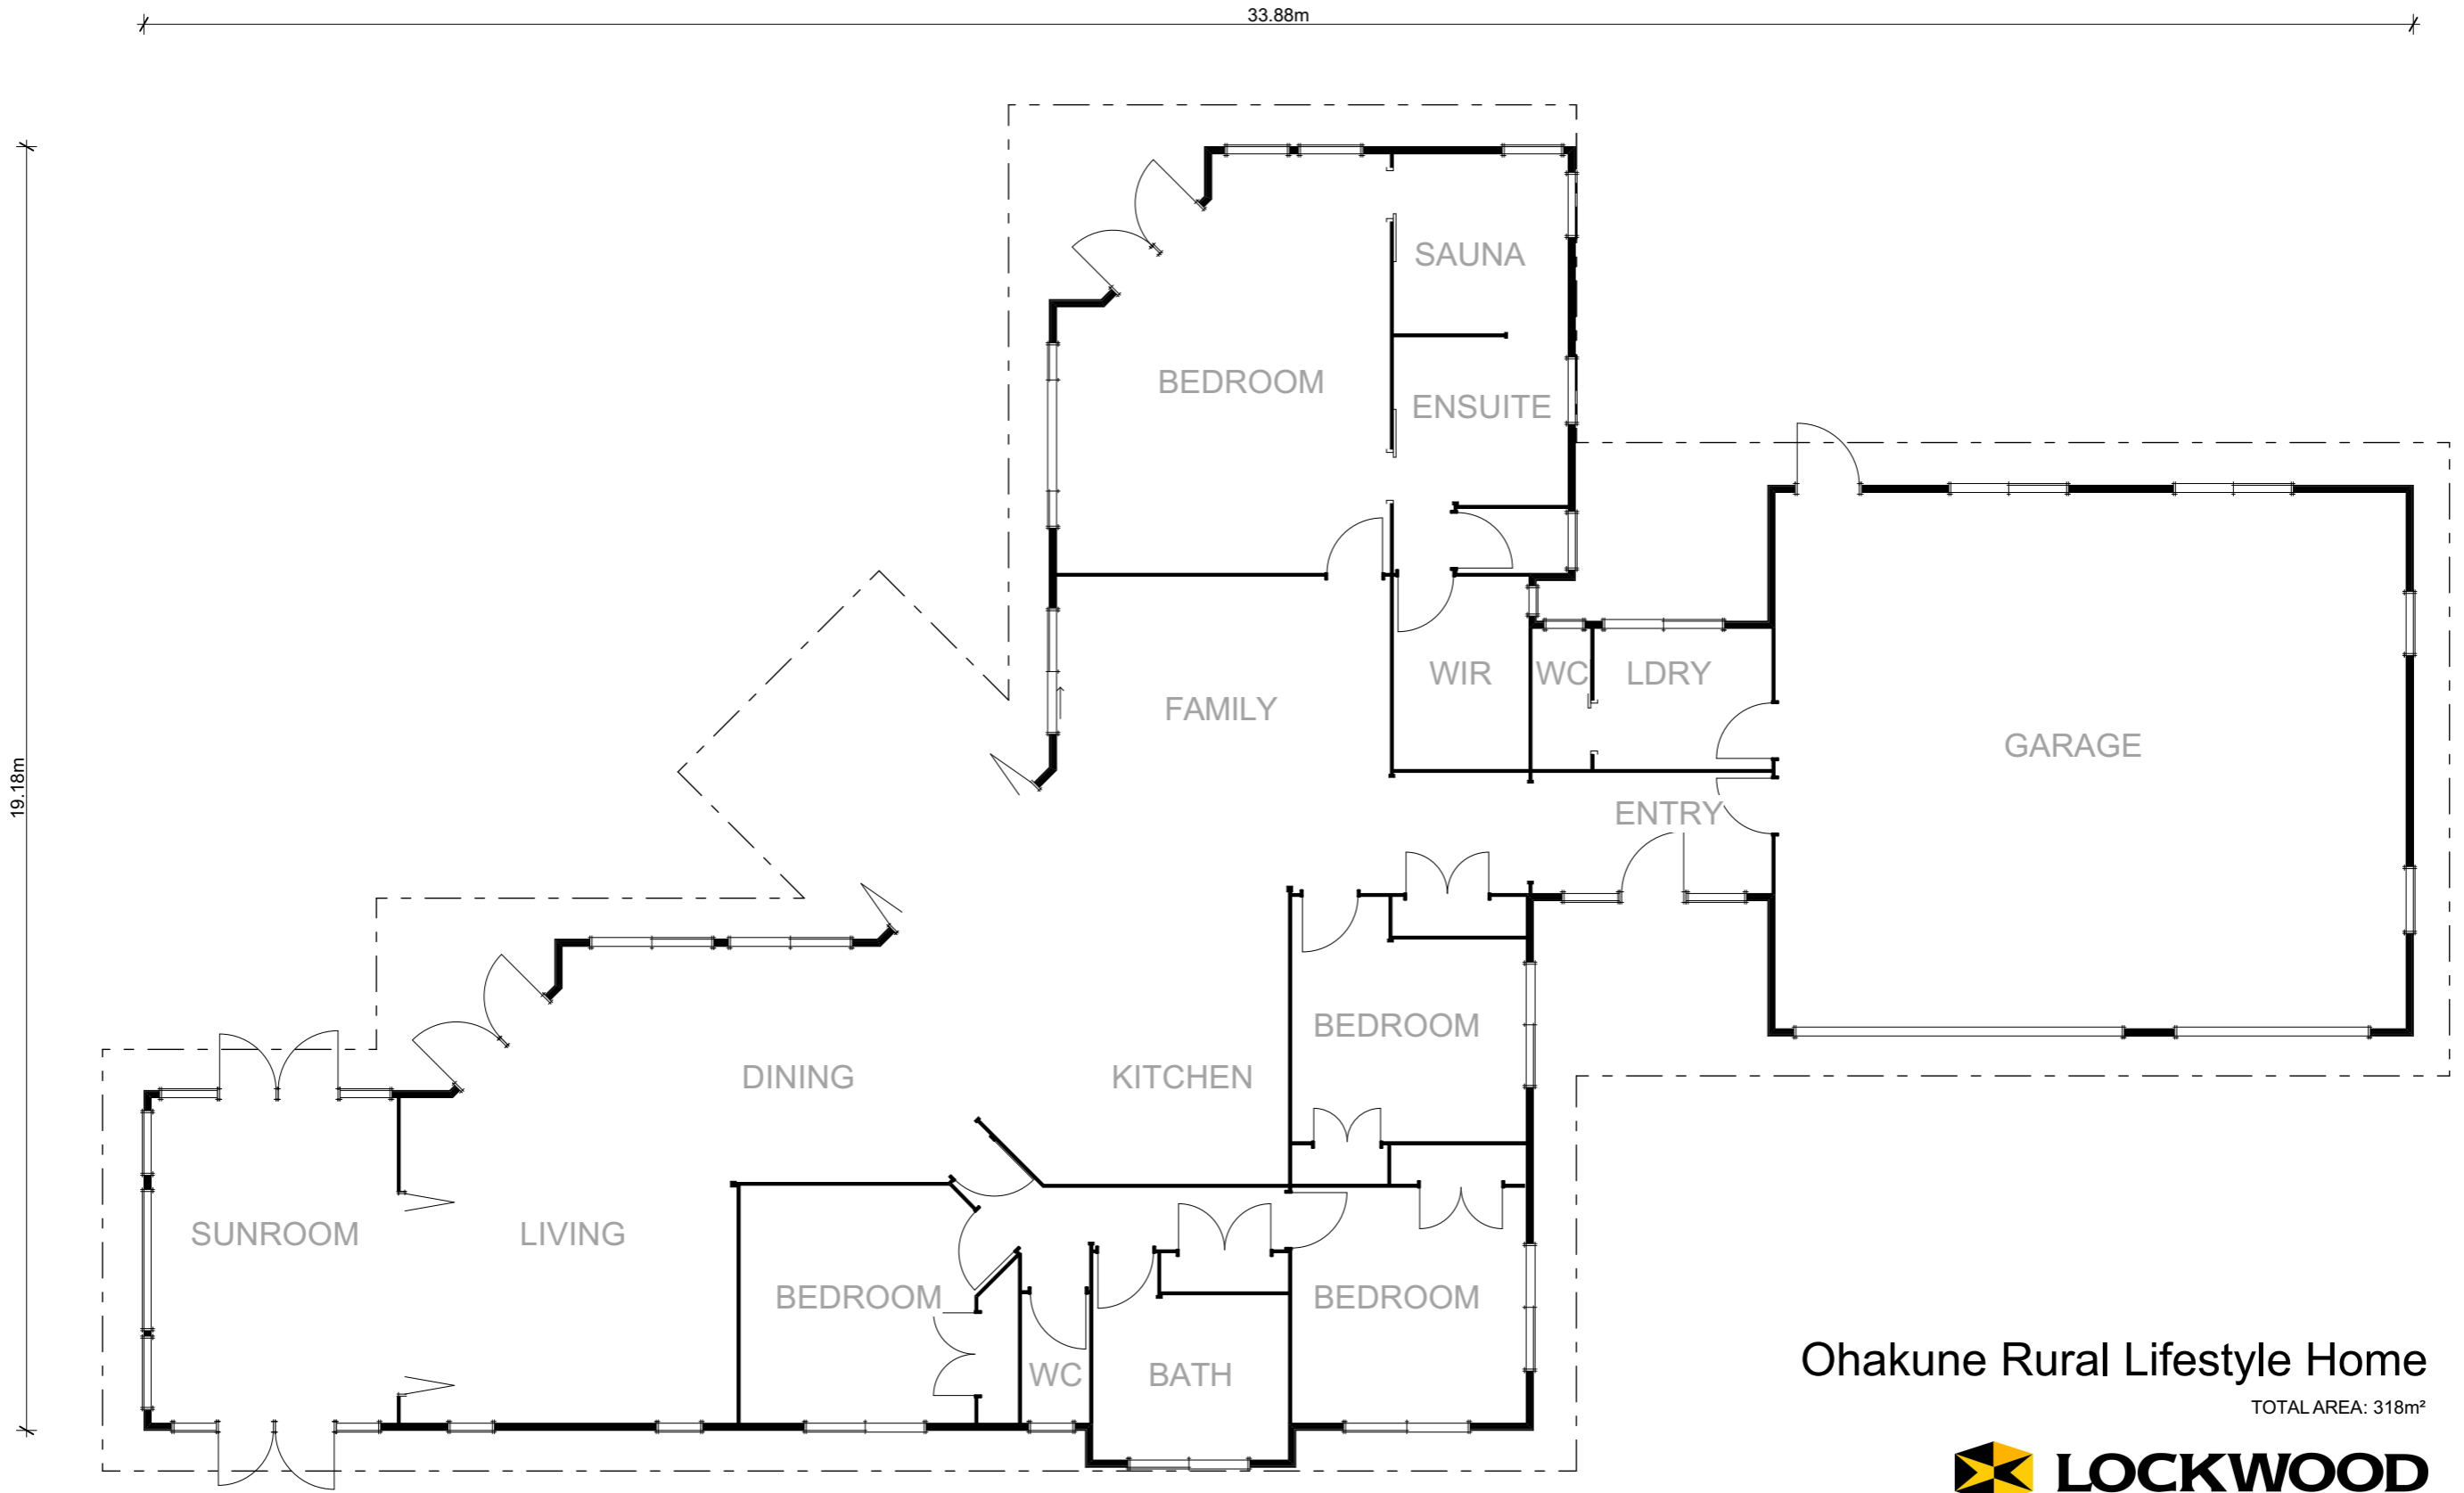 33.88m
19.18m
SAUNA
BEDROOM
ENSUITE
WIR
WC
LDRY
FAMILY
GARAGE
ENTRY
BEDROOM
DINING
KITCHEN
SUNROOM
LIVING
BEDROOM
BEDROOM
WC
BATH
Ohakune Rural Lifestyle Home
TOTAL AREA: 318m²
LOCKWOOD